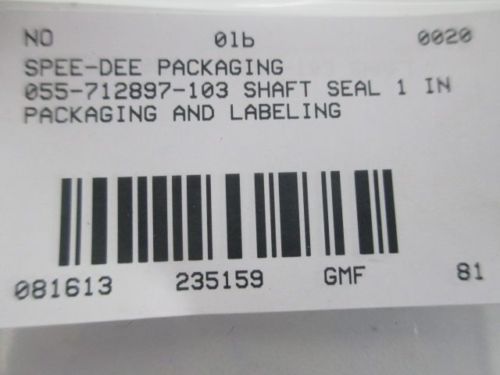 NO 01b 0020
SPEE-DEE PACKAGING
055-712897-103 SHAFT SEAL 1 IN
PACKAGING AND LABELING
081613 235159 GMF 81